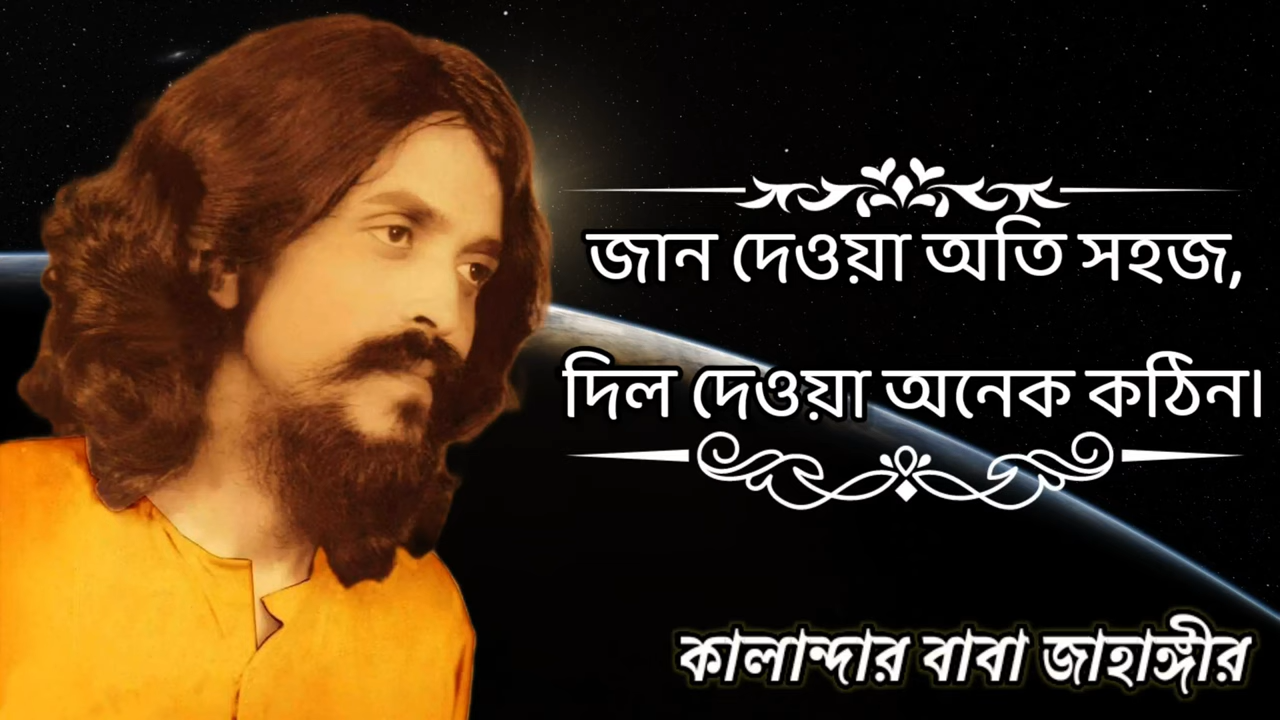 জান দেওয়া অতি সহজ,
দিল দেওয়া অনেক কঠিন।
কালান্দার বাবা জাহাঙ্গীর